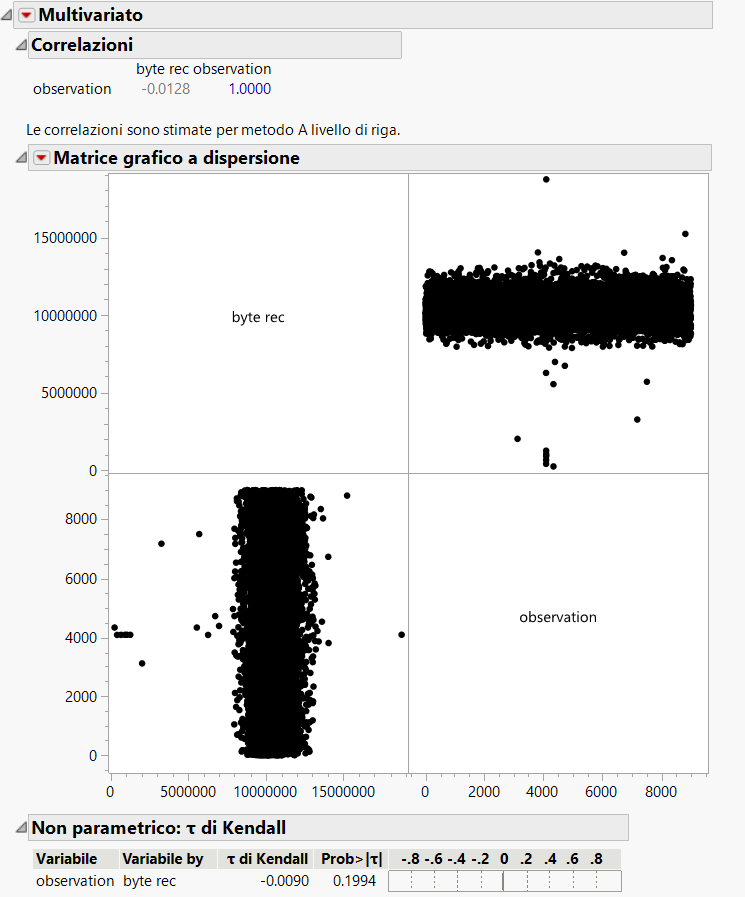 Multivariato
Correlazioni
byte rec observation
observation -0.0128 1.0000
Le correlazioni sono stimate per metodo A livello di riga.
Matrice grafico a dispersione
15000000
10000000
5000000
0
byte rec
8000
6000
4000
2000
0
observation
0 5000000 10000000 15000000 0 2000 4000 6000 8000
Non parametrico: τ di Kendall
Variabile Variabile by τ di Kendall Prob>|τ| -.8 -.6 -.4 -.2 0 .2 .4 .6 .8
observation byte rec -0.0090 0.1994